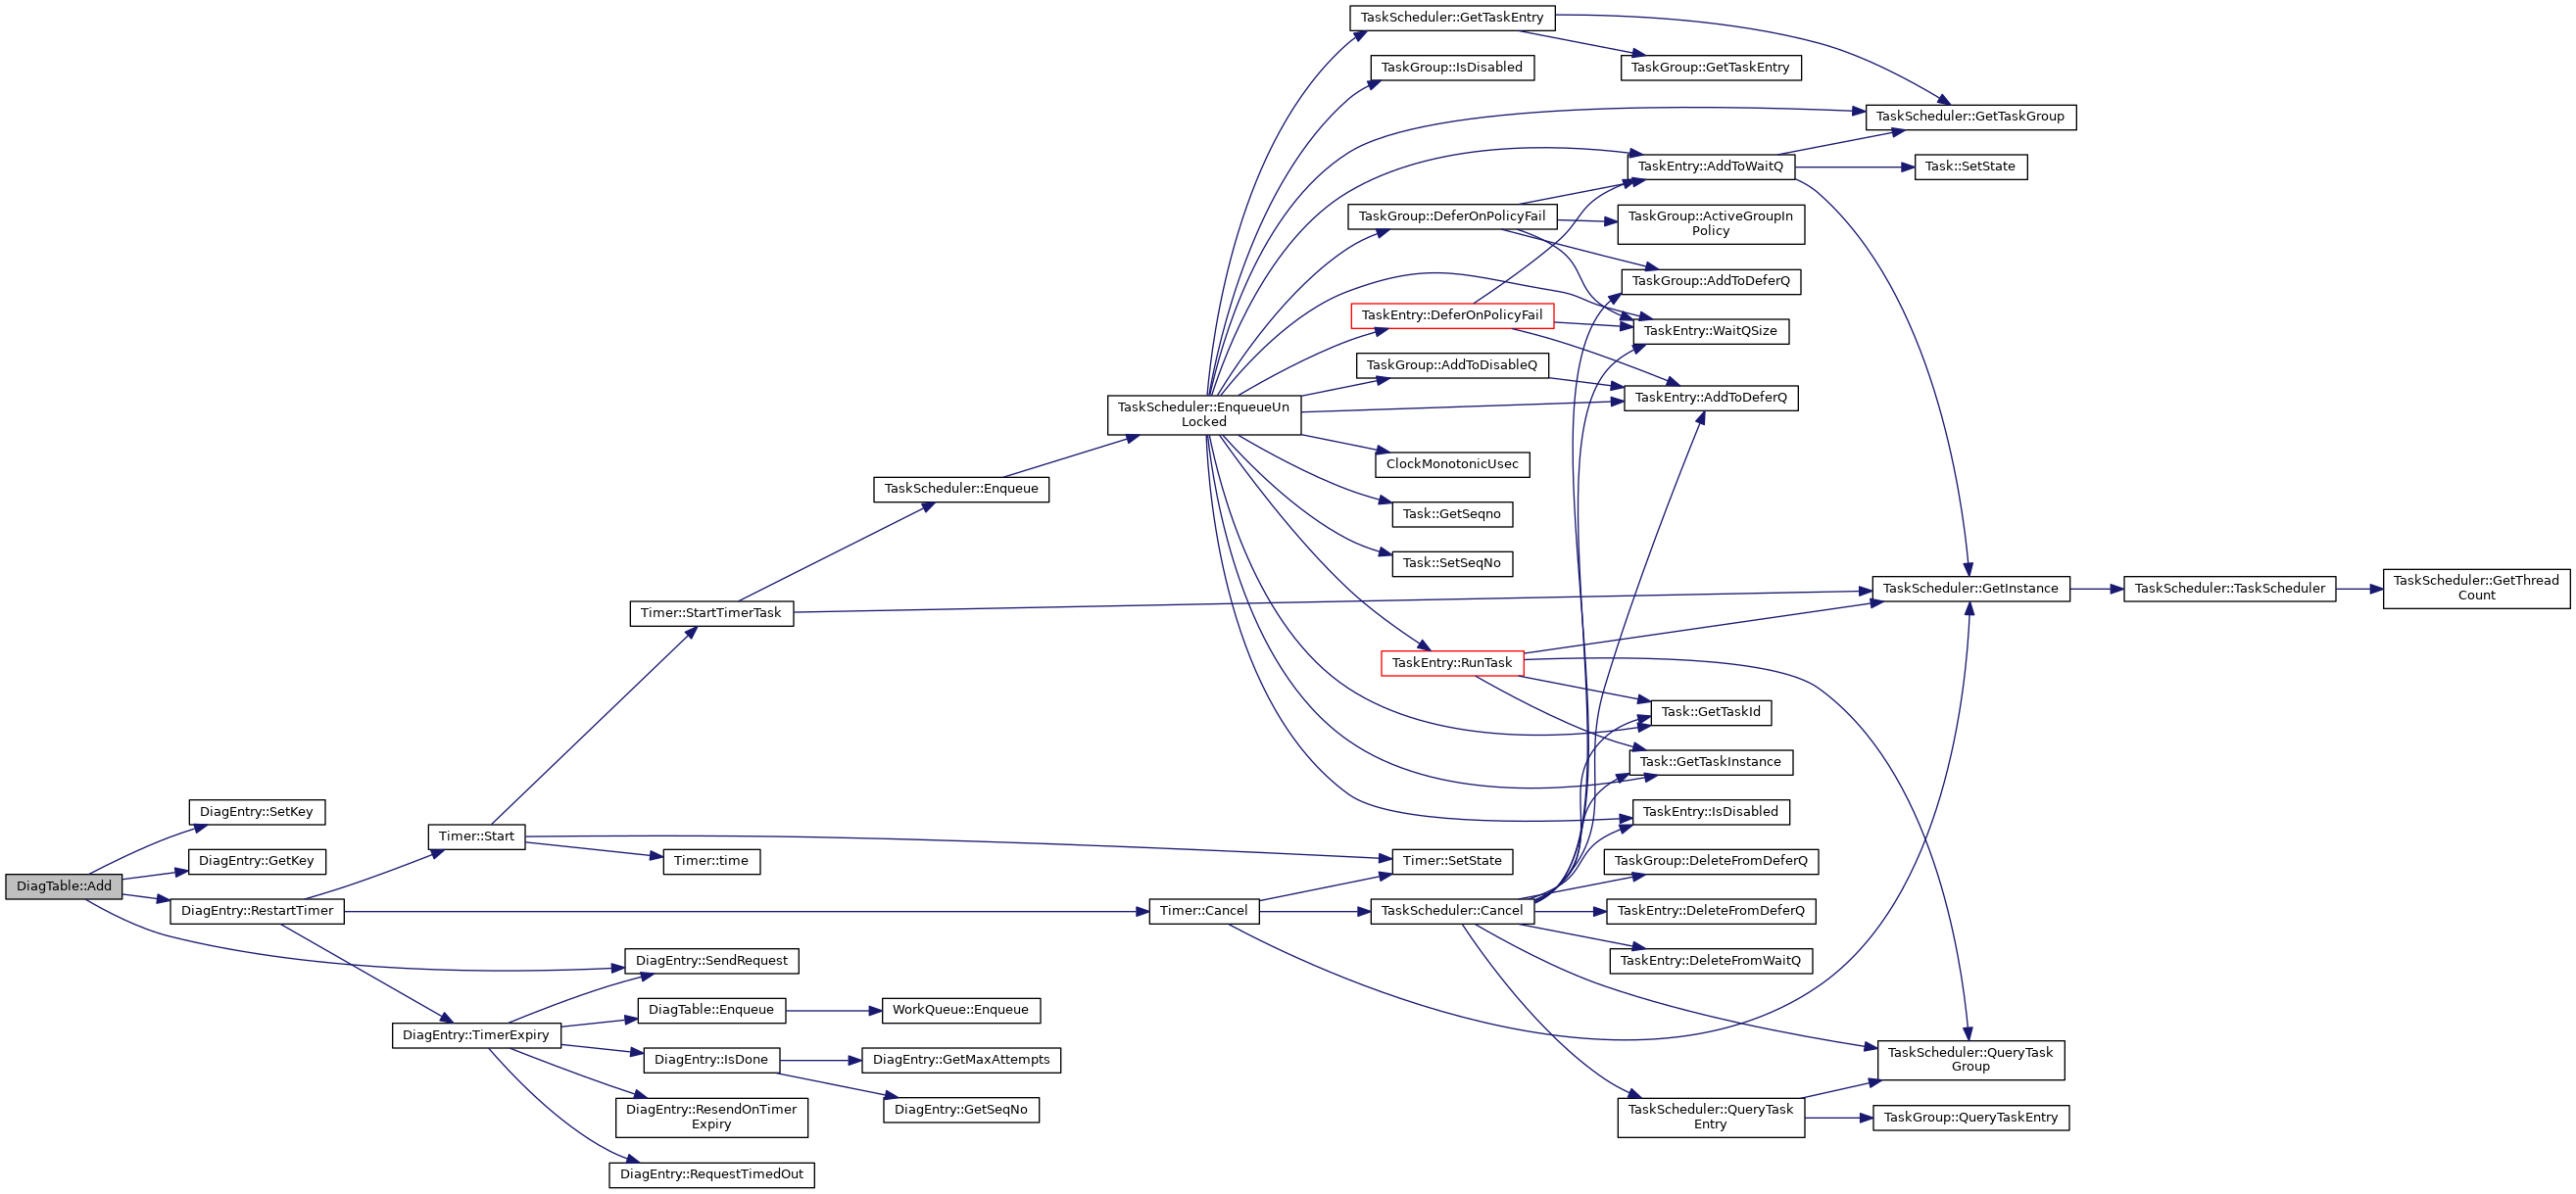 TaskScheduler::GetTaskEntry
TaskGroup::IsDisabled
TaskGroup::GetTaskEntry
TaskScheduler::GetTaskGroup
TaskEntry::AddToWaitQ
Task::SetState
TaskGroup::DeferOnPolicyFail
TaskGroup::ActiveGroupIn
Policy
TaskGroup::AddToDeferQ
TaskEntry::DeferOnPolicyFail
TaskEntry::WaitQSize
TaskGroup::AddToDisableQ
TaskEntry::AddToDeferQ
TaskScheduler::EnqueueUn
Locked
ClockMonotonicUsec
TaskScheduler::Enqueue
Task::GetSeqno
Task::SetSeqNo
Timer::StartTimerTask
TaskScheduler::GetInstance
TaskScheduler::TaskScheduler
TaskScheduler::GetThread
Count
TaskEntry::RunTask
Task::GetTaskId
Task::GetTaskInstance
DiagEntry::SetKey
TaskEntry::IsDisabled
Timer::Start
DiagEntry::GetKey
Timer::time
Timer::SetState
TaskGroup::DeleteFromDeferQ
DiagTable::Add
DiagEntry::RestartTimer
Timer::Cancel
TaskScheduler::Cancel
TaskEntry::DeleteFromDeferQ
DiagEntry::SendRequest
TaskEntry::DeleteFromWaitQ
DiagTable::Enqueue
WorkQueue::Enqueue
DiagEntry::TimerExpiry
DiagEntry::IsDone
DiagEntry::GetMaxAttempts
TaskScheduler::QueryTask
Group
DiagEntry::ResendOnTimer
Expiry
DiagEntry::GetSeqNo
TaskScheduler::QueryTask
Entry
TaskGroup::QueryTaskEntry
DiagEntry::RequestTimedOut